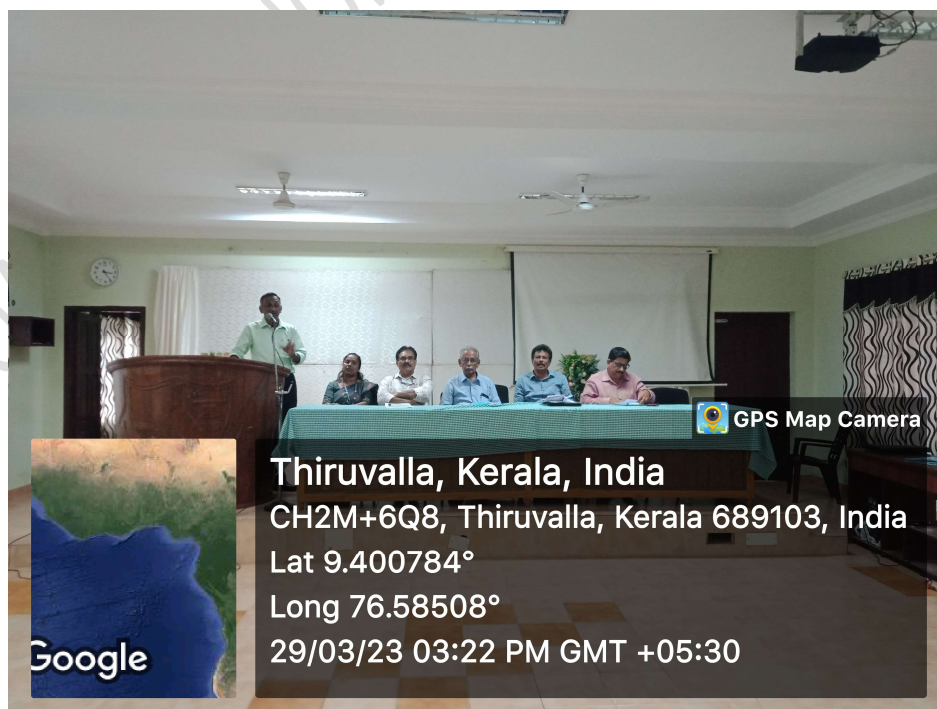 GPS Map Camera
Thiruvalla, Kerala, India
CH2M+6Q8, Thiruvalla, Kerala 689103, India
Lat 9.400784°
Long 76.58508°
29/03/23 03:22 PM GMT +05:30
Google